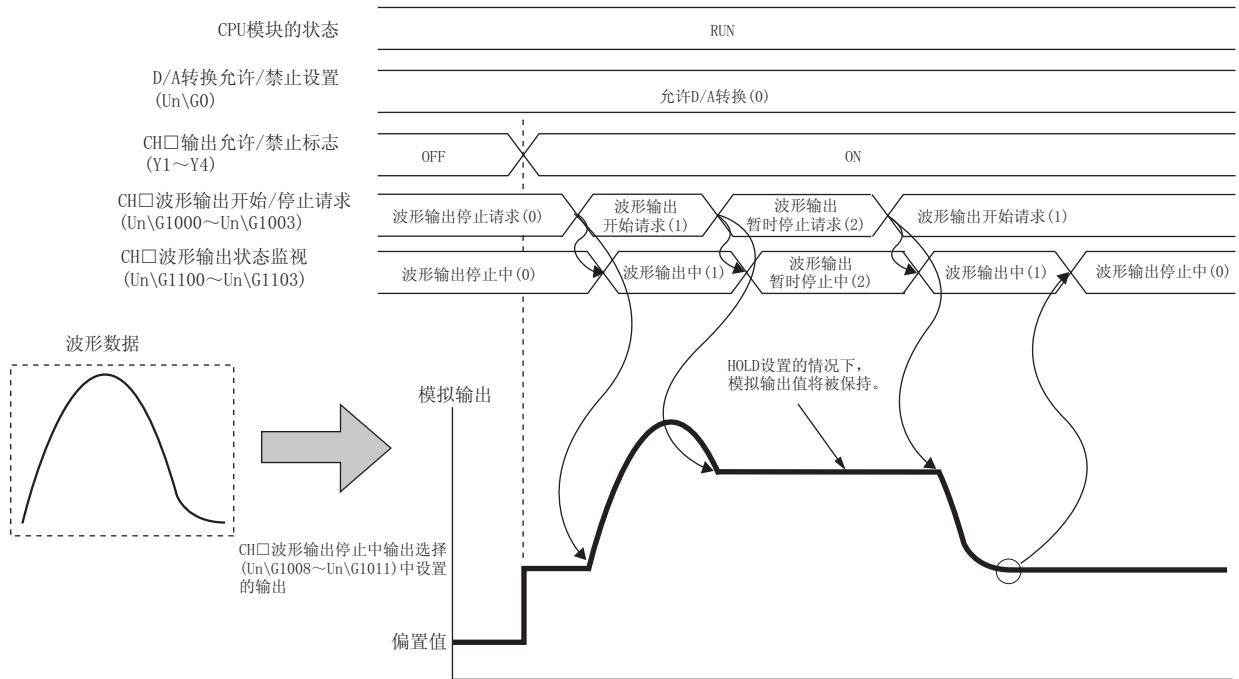 CPU模块的状态
RUN
D/A转换允许/禁止设置
(Un\G0)
允许D/A转换(0)
CH□输出允许/禁止标志
(Y1～Y4)
OFF
ON
CH□波形输出开始/停止请求
(Un\G1000～Un\G1003)
波形输出停止请求(0)
波形输出
开始请求(1)
波形输出
暂时停止请求(2)
波形输出开始请求(1)
CH□波形输出状态监视
(Un\G1100～Un\G1103)
波形输出停止中(0)
波形输出中(1)
波形输出
暂时停止中(2)
波形输出中(1)
波形输出停止中(0)
波形数据
模拟输出
HOLD设置的情况下，
模拟输出值将被保持。
CH□波形输出停止中输出选择
(Un\G1008～Un\G1011)中设置
的输出
偏置值